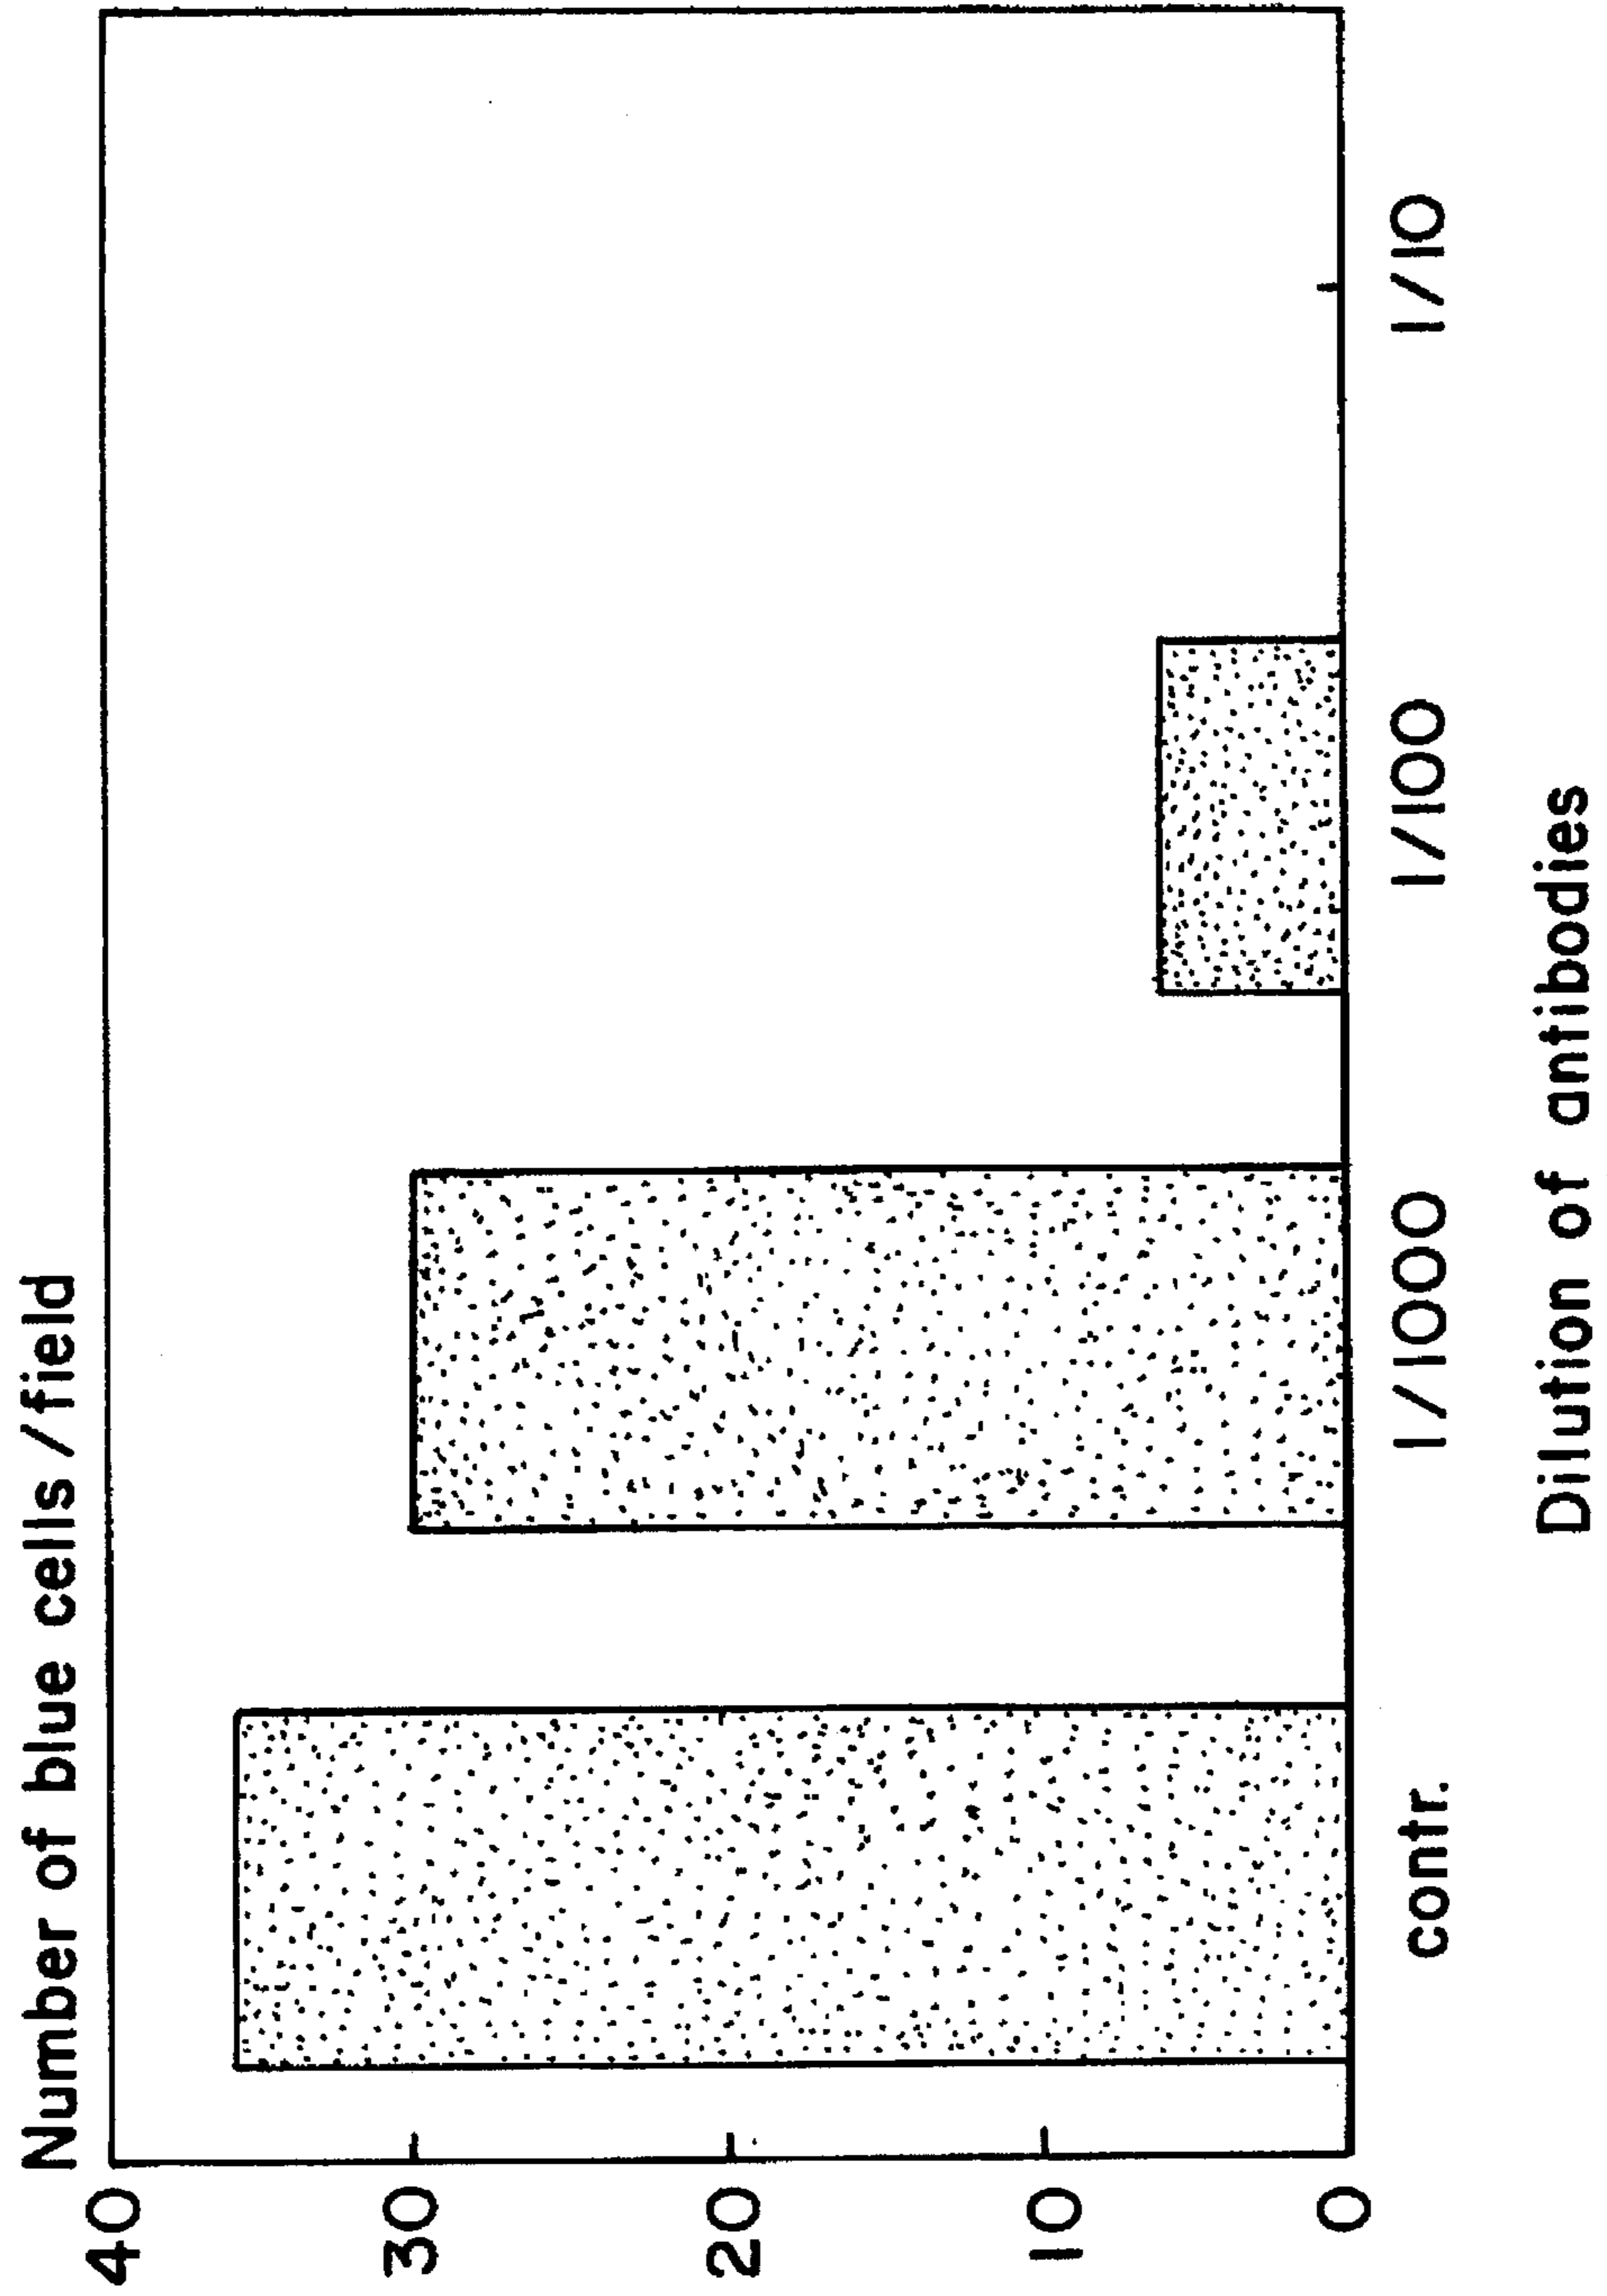 Number of blue cells/field
40
30
20
10
0
contr. 1/1000 1/100 1/10
Dilution of antibodies